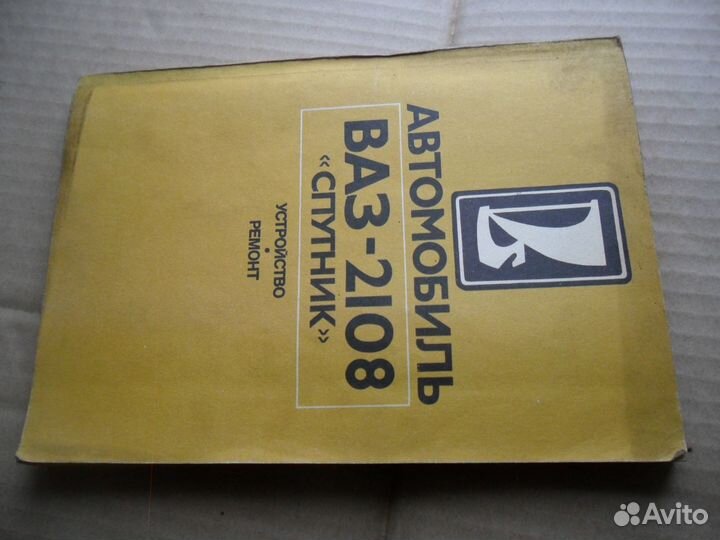 АВТОМОБИЛЬ
ВАЗ-2108
«СПУТНИК»
УСТРОЙСТВО
•
РЕМОНТ
Avito